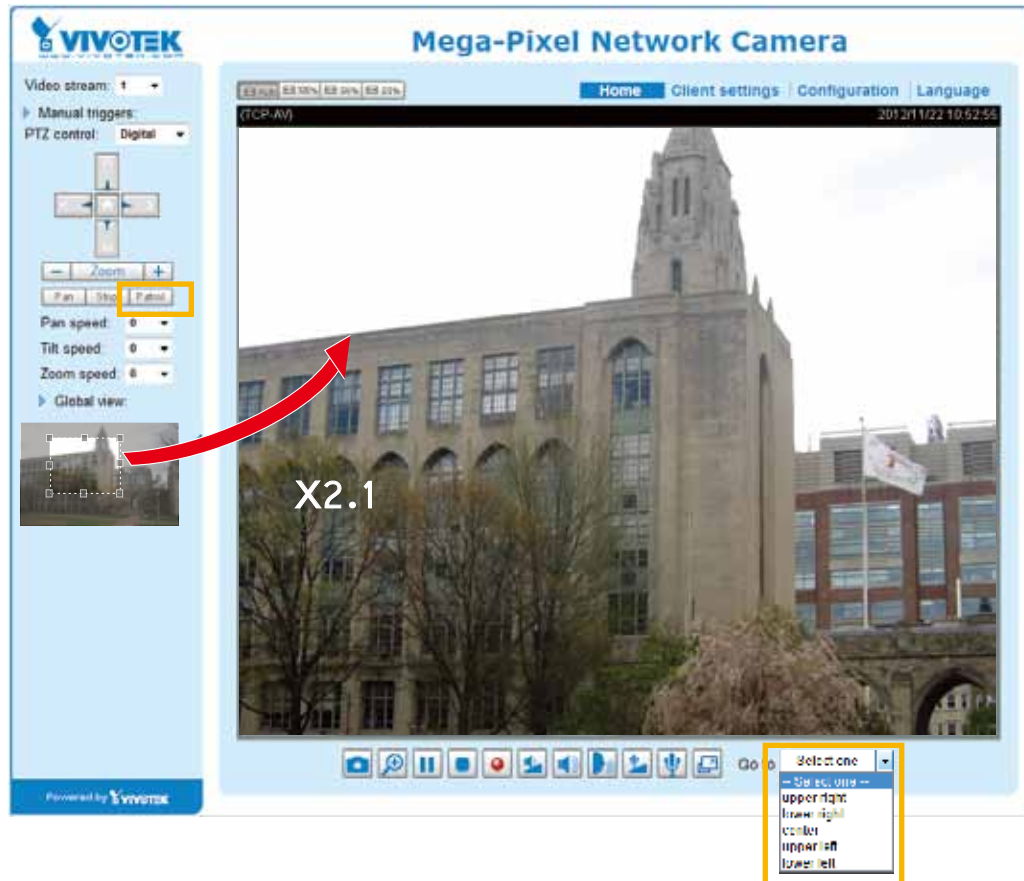 VIVOTEK
Mega-Pixel Network Camera
Video stream: 1
Manual triggers:
PTZ control: Digital
Zoom
Pan Stop Patrol
Pan speed: 0
Tilt speed: 0
Zoom speed: 0
Global view:
Home Client settings Configuration Language
(TCP-AV)
2012/11/22 10:52:55
X2.1
Go to Select one
-- Select one --
upper right
lower right
center
upper left
lower left
Powered by VIVOTEK